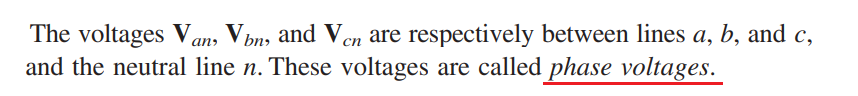 The voltages Van, Vbn, and Vcn are respectively between lines a, b, and c,
and the neutral line n. These voltages are called phase voltages.